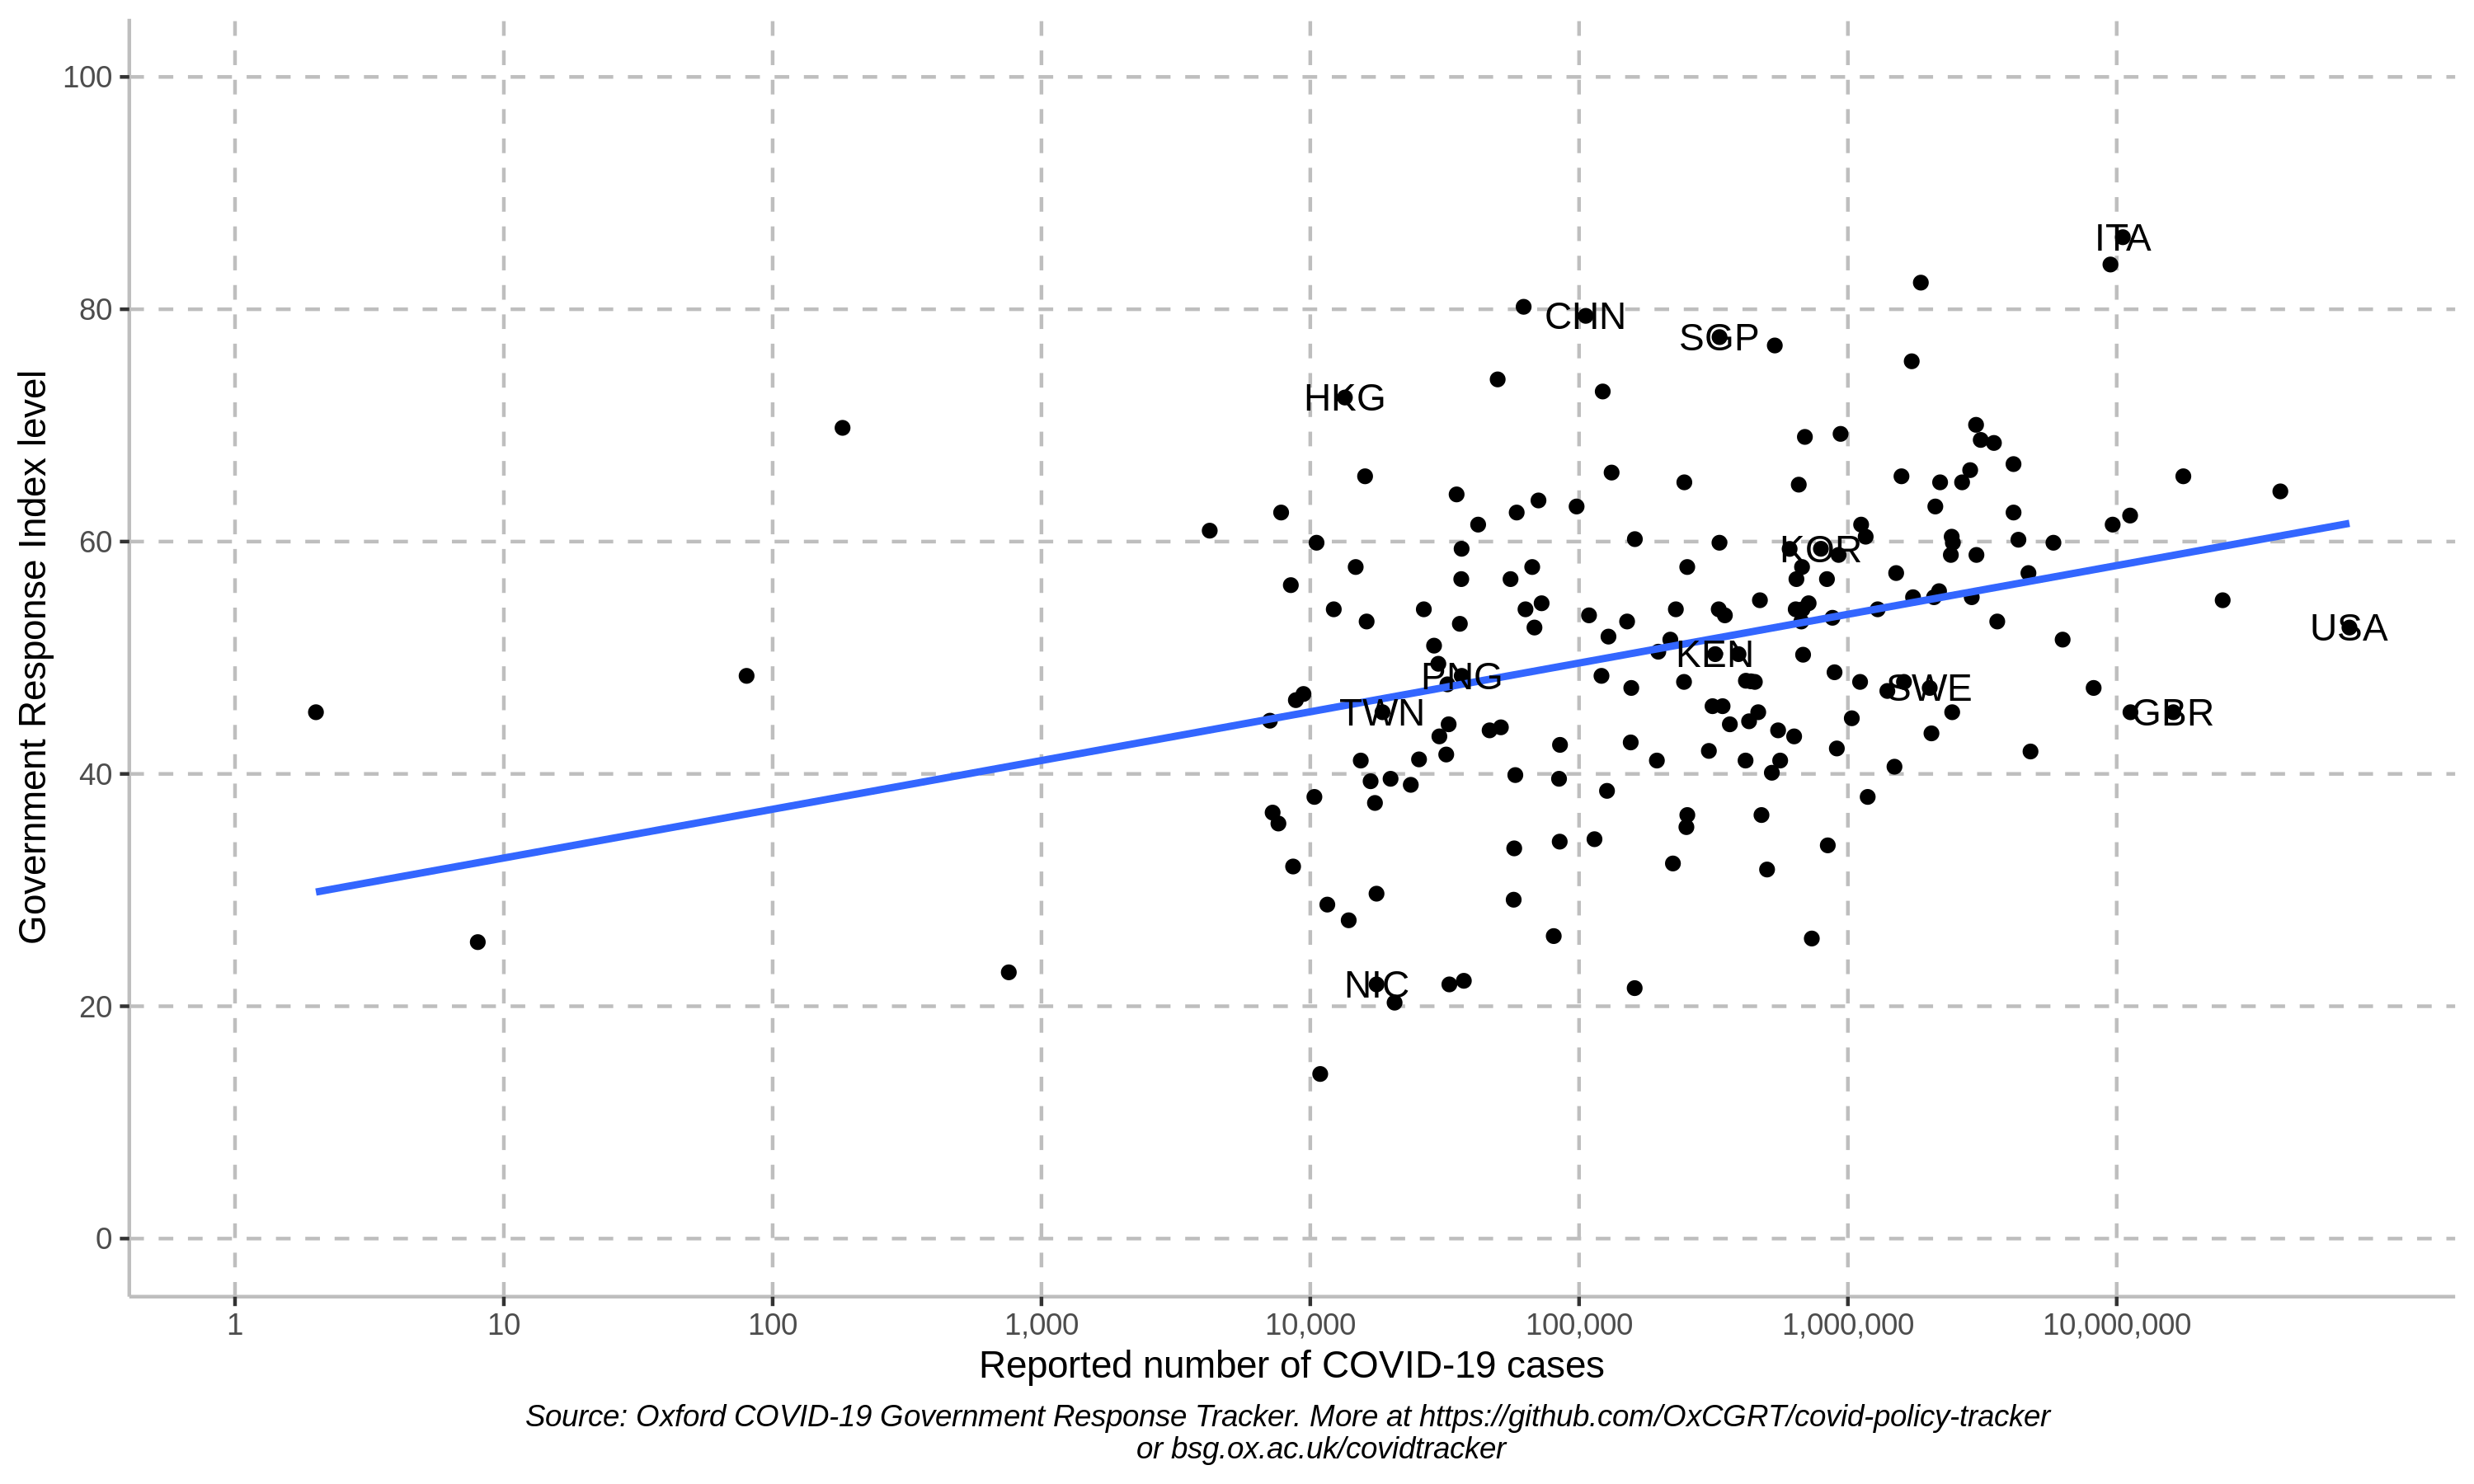 100
80
60
40
20
0
Government Response Index level
ITA
CHN
SGP
HKG
KOR
USA
KEN
PNG
SWE
TWN
GBR
NIC
1 10 100 1,000 10,000 100,000 1,000,000 10,000,000
Reported number of COVID-19 cases
Source: Oxford COVID-19 Government Response Tracker. More at https://github.com/OxCGRT/covid-policy-tracker
or bsg.ox.ac.uk/covidtracker